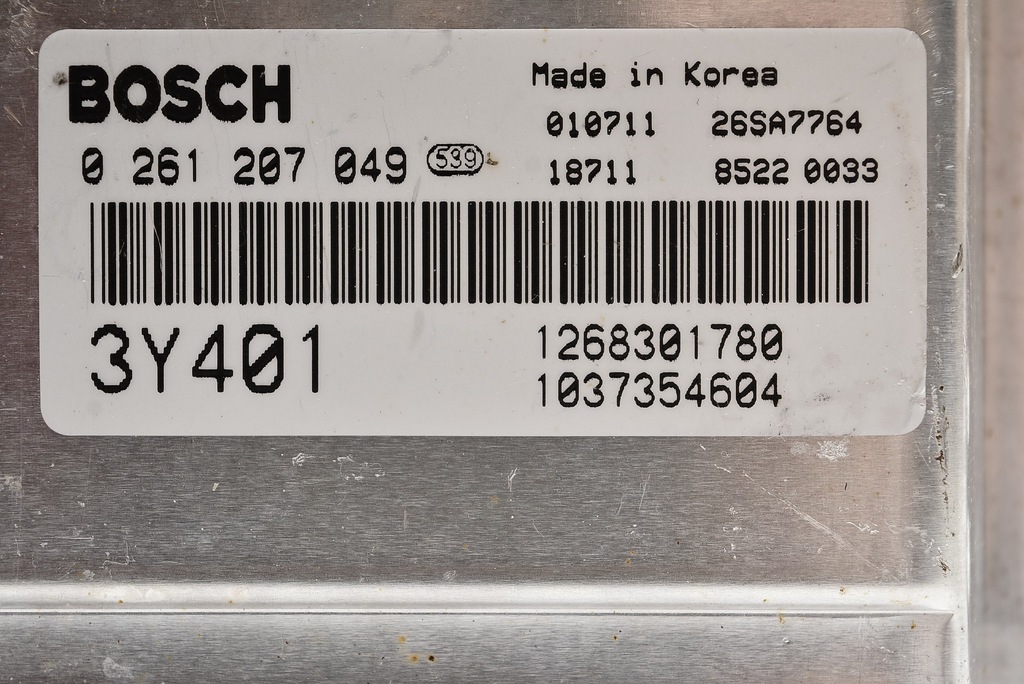 BOSCH
Made in Korea
010711 26SA7764
0 261 207 049 539
18711 8522 0033
3Y401
1268301780
1037354604